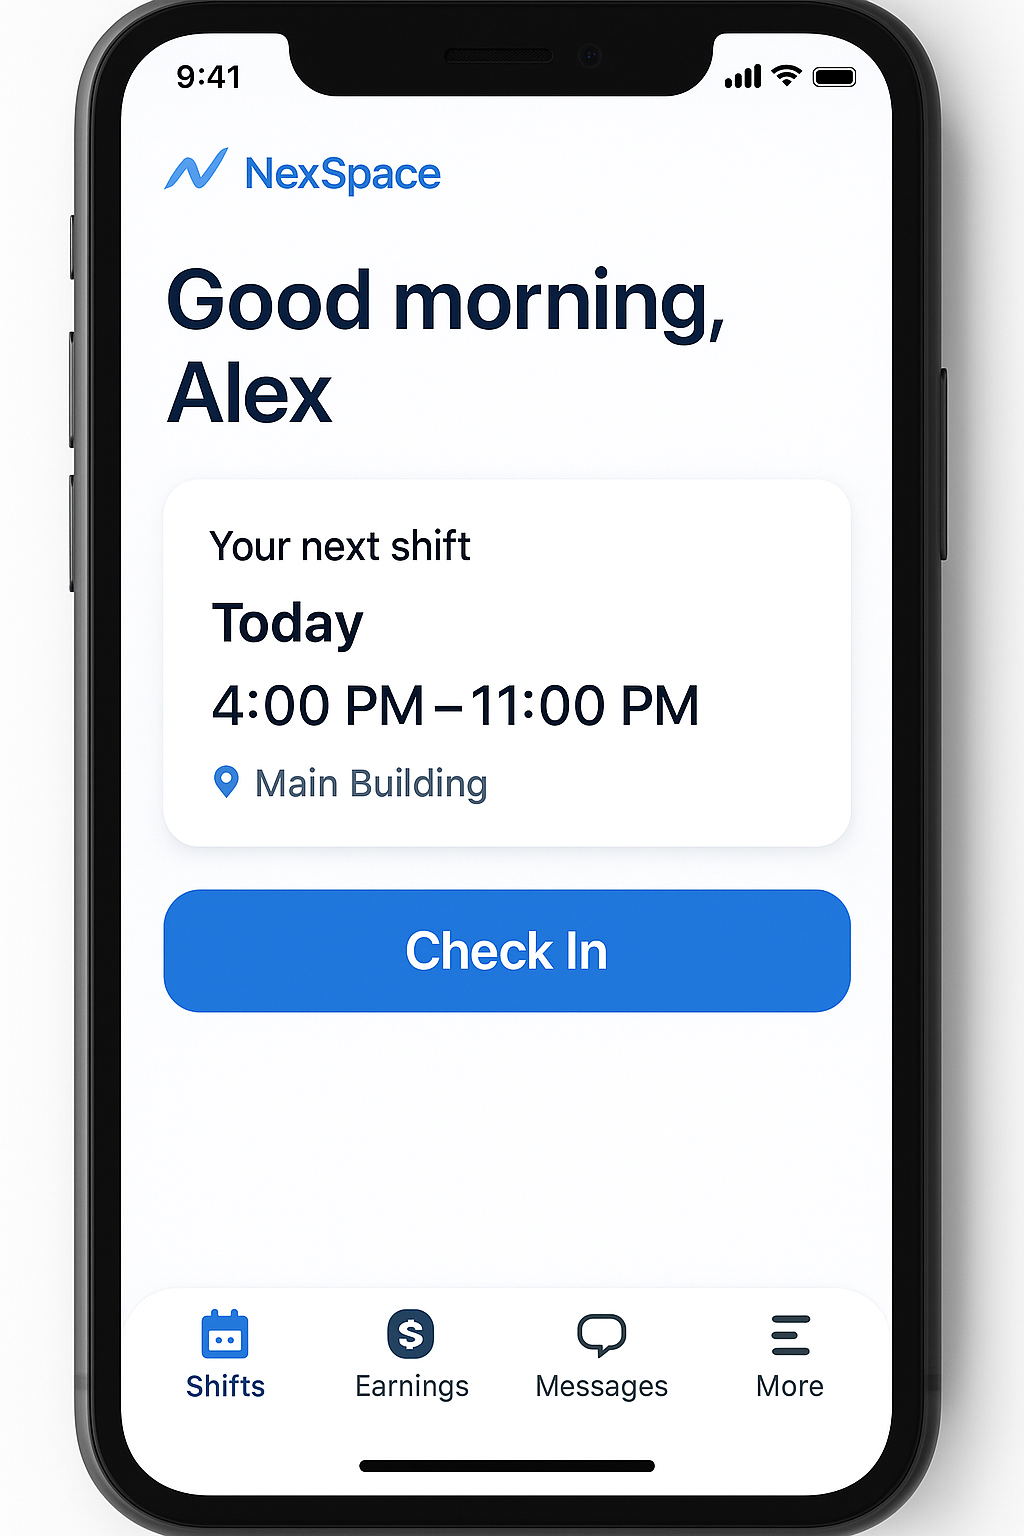 9:41
NexSpace
Good morning,
Alex
Your next shift
Today
4:00 PM – 11:00 PM
Main Building
Check In
Shifts
Earnings
Messages
More